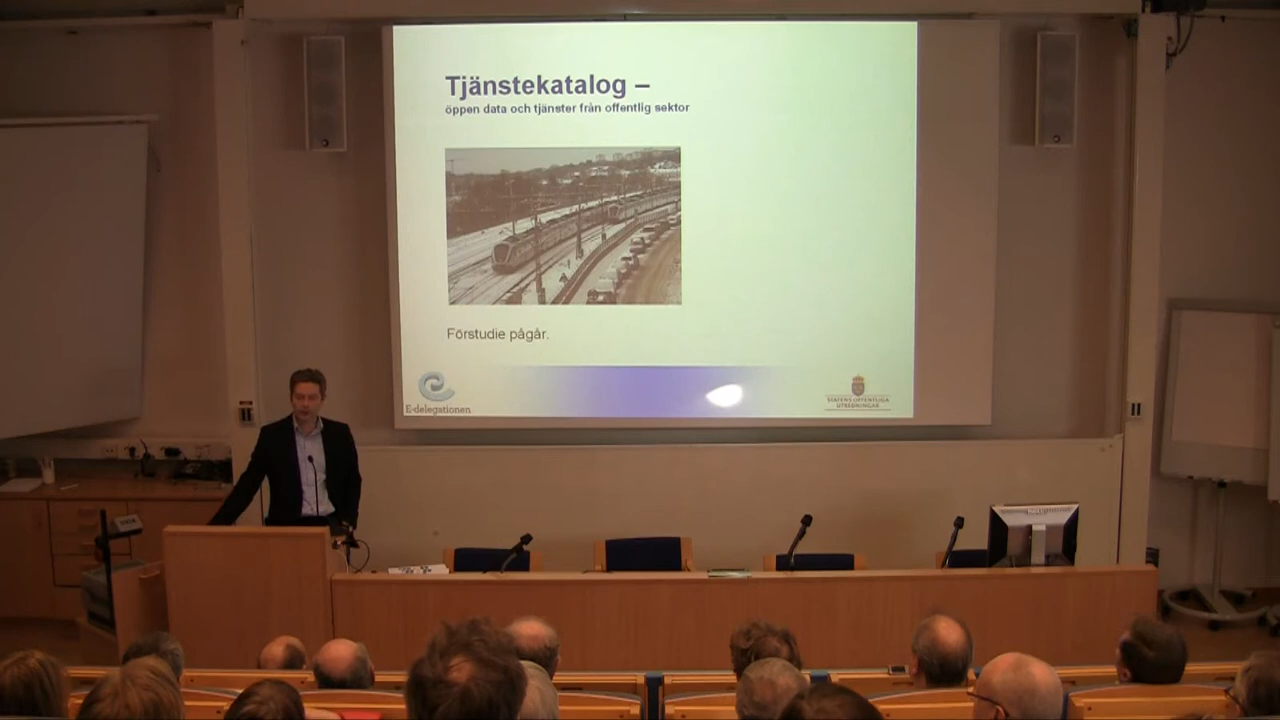 Tjänstekatalog –
öppen data och tjänster från offentlig sektor
Förstudie pågår.
E-delegationen
STATENS OFFENTLIGA
UTREDNINGAR